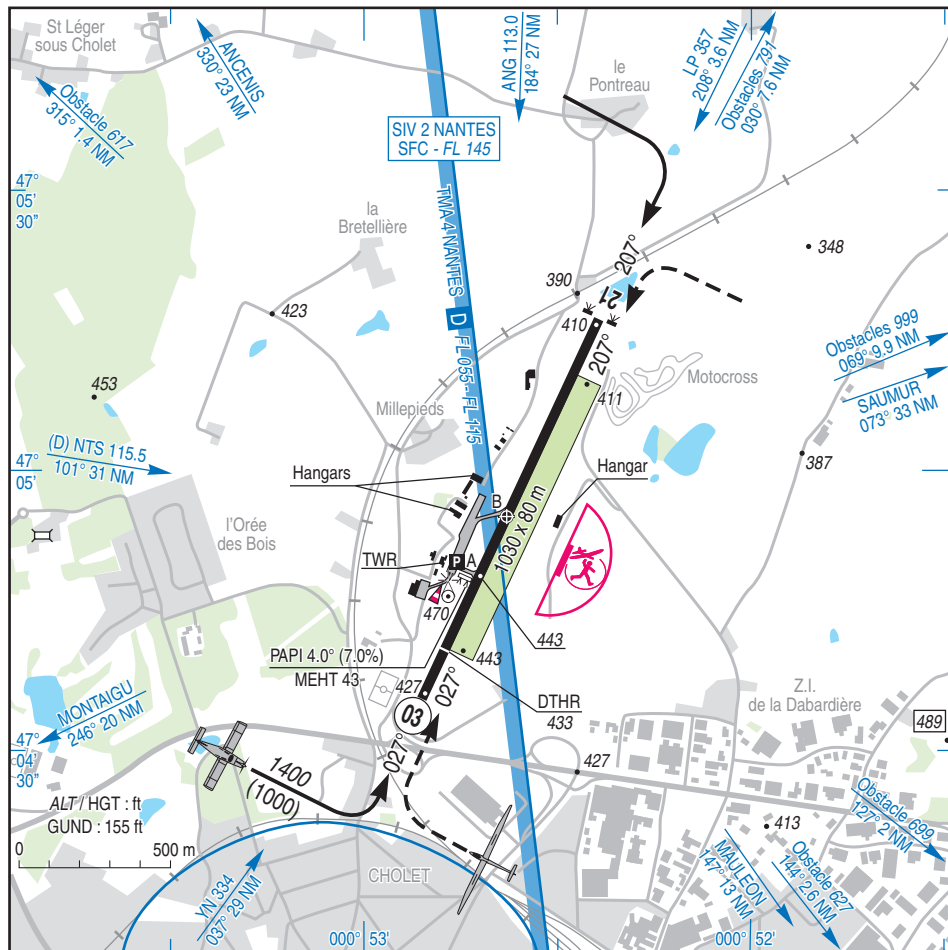 St Léger
sous Cholet
ANCENIS
330° 23 NM
Obstacle 617
315° 1.4 NM
ANG 113.0
184° 27 NM
le
Pontreau
LP 357
208° 3.6 NM
Obstacles 791
030° 7.6 NM
SIV 2 NANTES
SFC - FL 145
47°
05'
30"
TMA 4 NANTES D FL 055 - FL 115
la
Bretellière
207°
348
390
21
423
410
207°
Obstacles 999
069° 9.9 NM
453
411
Motocross
SAUMUR
073° 33 NM
Millepieds
(D) NTS 115.5
101° 31 NM
387
47°
05'
Hangars
Hangar
B
1030 x 80 m
l'Orée
des Bois
TWR
P
A
470
443
443
PAPI 4.0° (7.0%)
MEHT 43
427
027°
DTHR
433
03
Z.I.
de la Dabardière
MONTAIGU
246° 20 NM
489
47°
04'
30"
027°
427
1400
(1000)
ALT / HGT : ft
GUND : 155 ft
0
500 m
Obstacle 699
127° 2 NM
413
CHOLET
YN 334
037° 29 NM
MAULEON
147° 13 NM
Obstacle 627
144° 2.6 NM
000° 53'
000° 52'